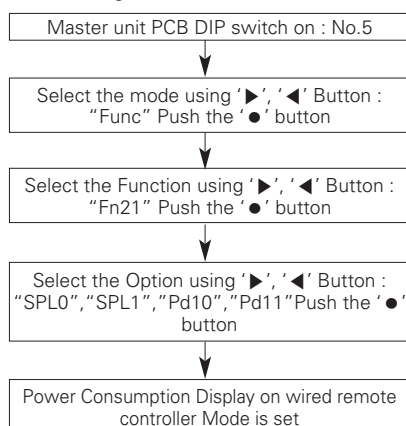 Master unit PCB DIP switch on : No.5
Select the mode using ‘▶’, ‘◀’ Button :
“Func” Push the ‘●’ button
Select the Function using ‘▶’, ‘◀’ Button :
“Fn21” Push the ‘●’ button
Select the Option using ‘▶’, ‘◀’ Button :
“SPL0”,“SPL1”,“Pd10”,“Pd11”Push the ‘●’
button
Power Consumption Display on wired remote
controller Mode is set